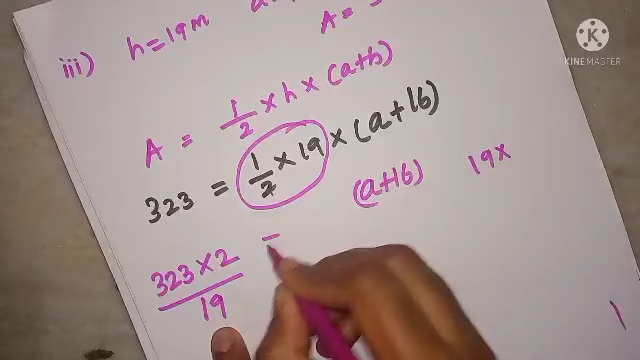 iii) h=19m
A =
A = 1/2 × h × (a+b)
323 = 1/2 × 19 × (a+16)
(a+16) 19×
323×2/19 =
KINEMASTER